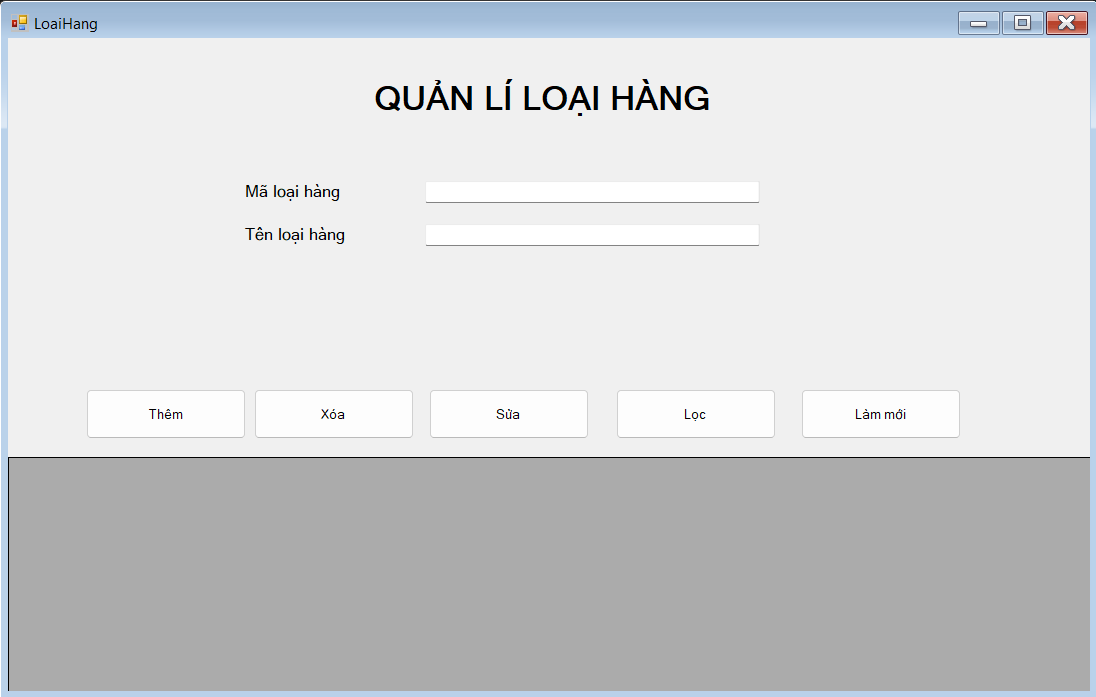 LoaiHang
QUẢN LÍ LOẠI HÀNG
Mã loại hàng
Tên loại hàng
Thêm
Xóa
Sửa
Lọc
Làm mới